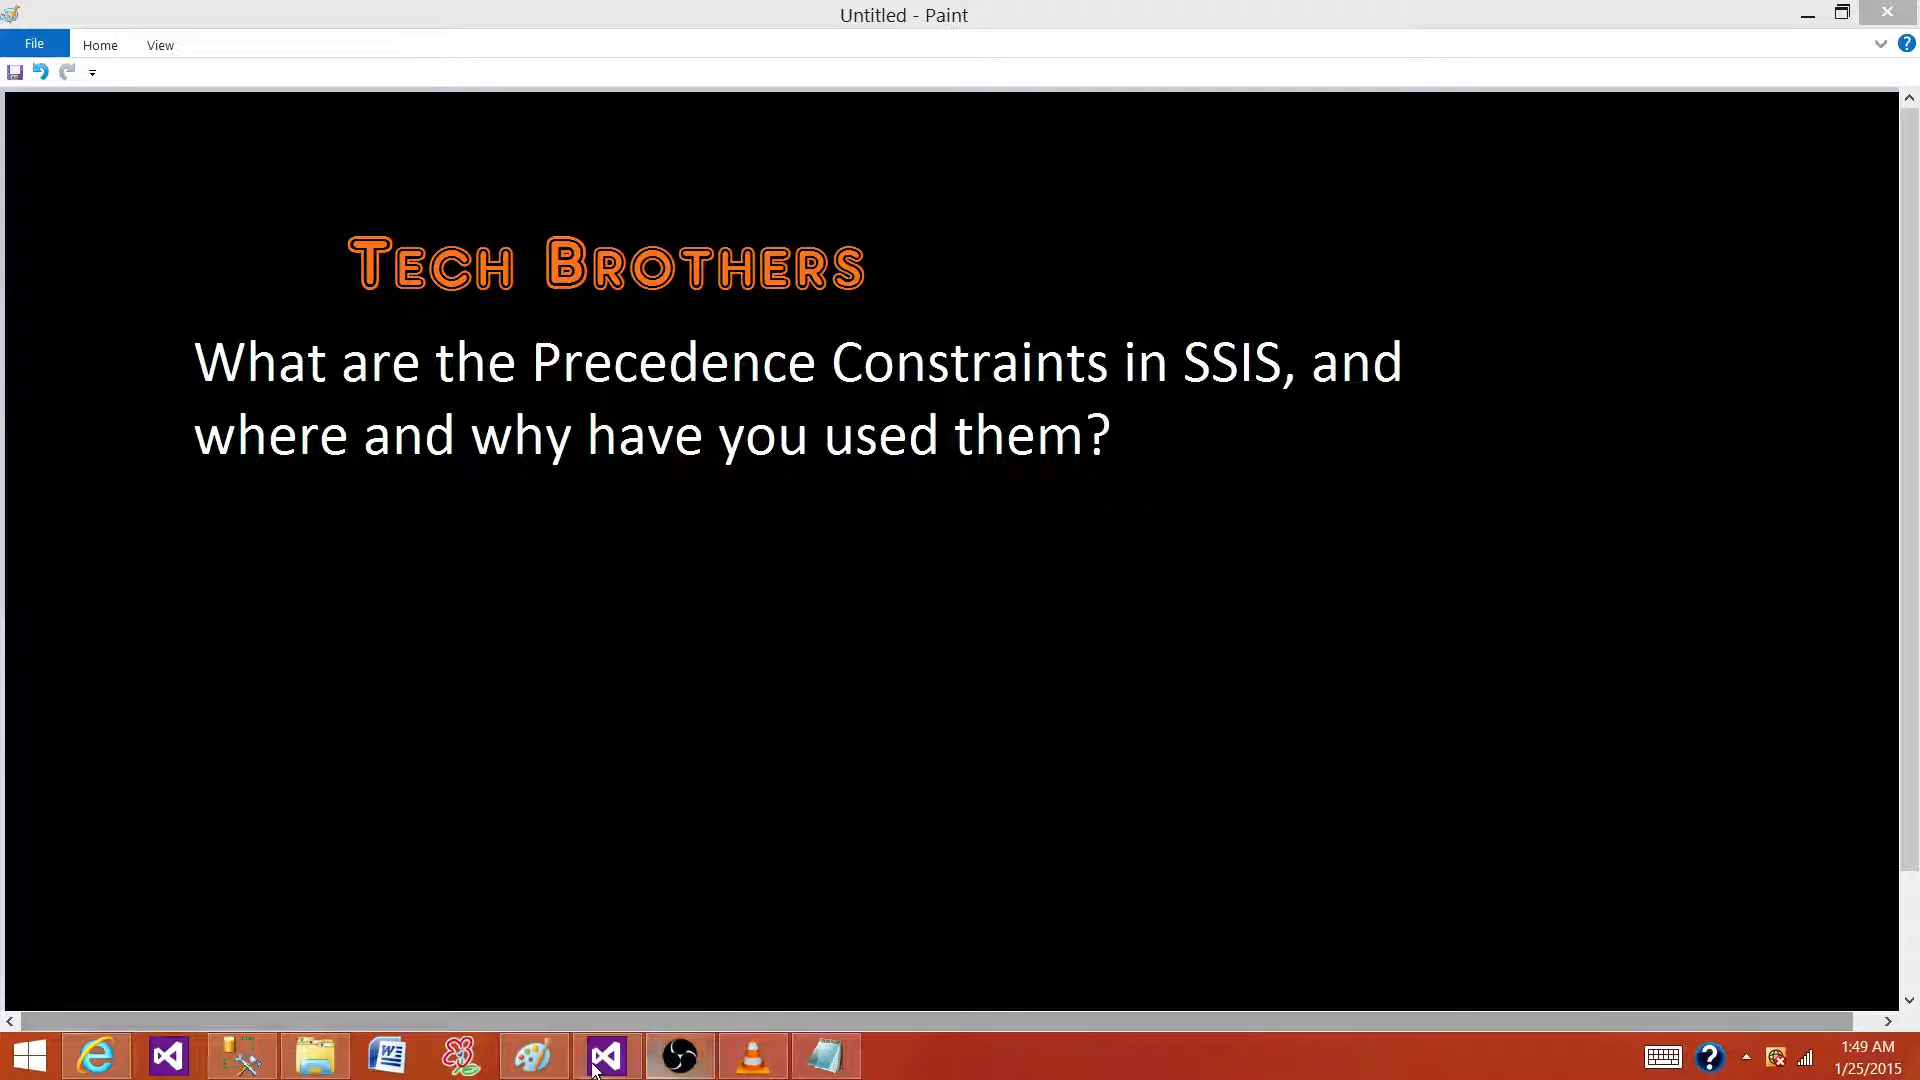 Untitled - Paint
File
Home
View
Tech Brothers
What are the Precedence Constraints in SSIS, and
where and why have you used them?
1:49 AM
1/25/2015